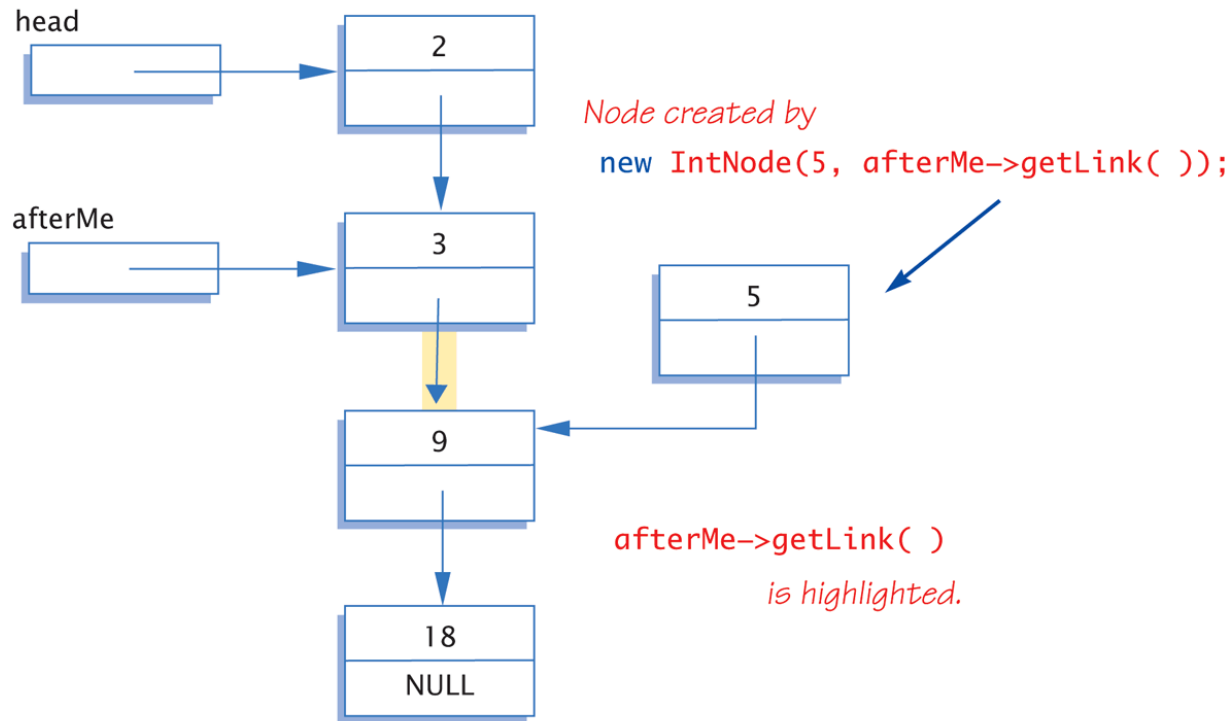 head
2
Node created by
new IntNode(5, afterMe->getLink( ));
afterMe
3
5
9
afterMe->getLink( )
is highlighted.
18
NULL